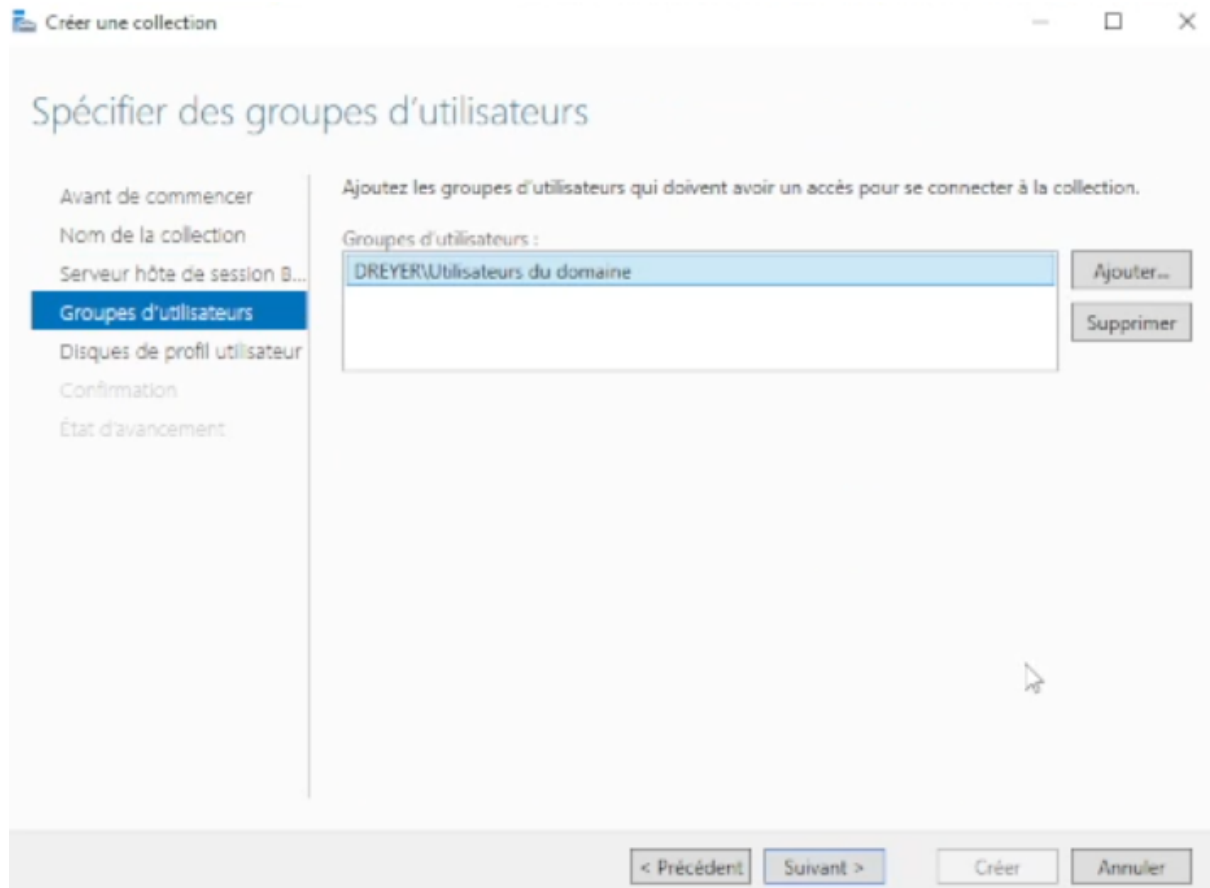 Créer une collection
Spécifier des groupes d'utilisateurs
Avant de commencer
Nom de la collection
Serveur hôte de session B...
Groupes d'utilisateurs
Disques de profil utilisateur
Confirmation
État d'avancement
Ajoutez les groupes d'utilisateurs qui doivent avoir un accès pour se connecter à la collection.
Groupes d'utilisateurs :
DREYER\Utilisateurs du domaine
Ajouter...
Supprimer
< Précédent
Suivant >
Créer
Annuler